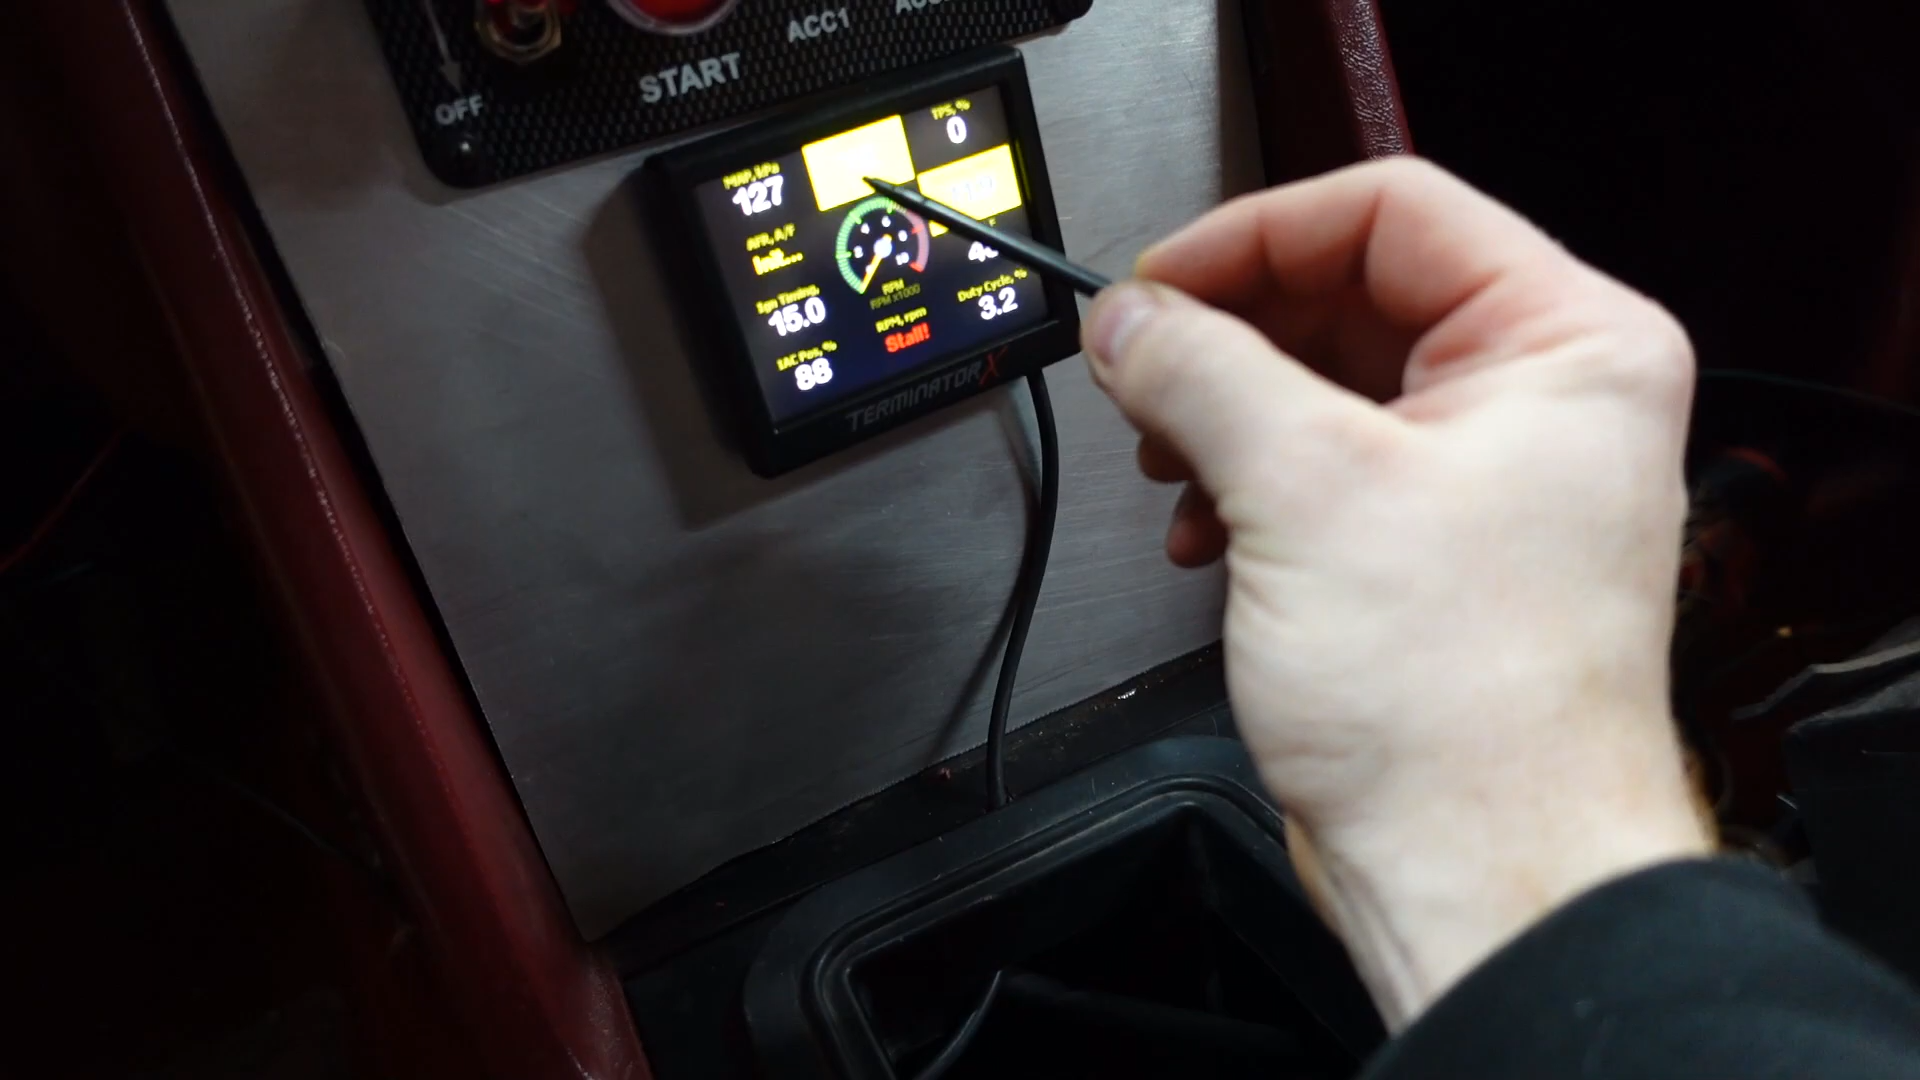 OFF
START
ACC1
MAP, kPa
127
TPS, %
0
AFR, A/F
Init...
Ign Timing,
15.0
IAC Pos, %
88
RPM
RPM x1000
RPM, rpm
Stall!
Duty Cycle, %
3.2
TERMINATOR X